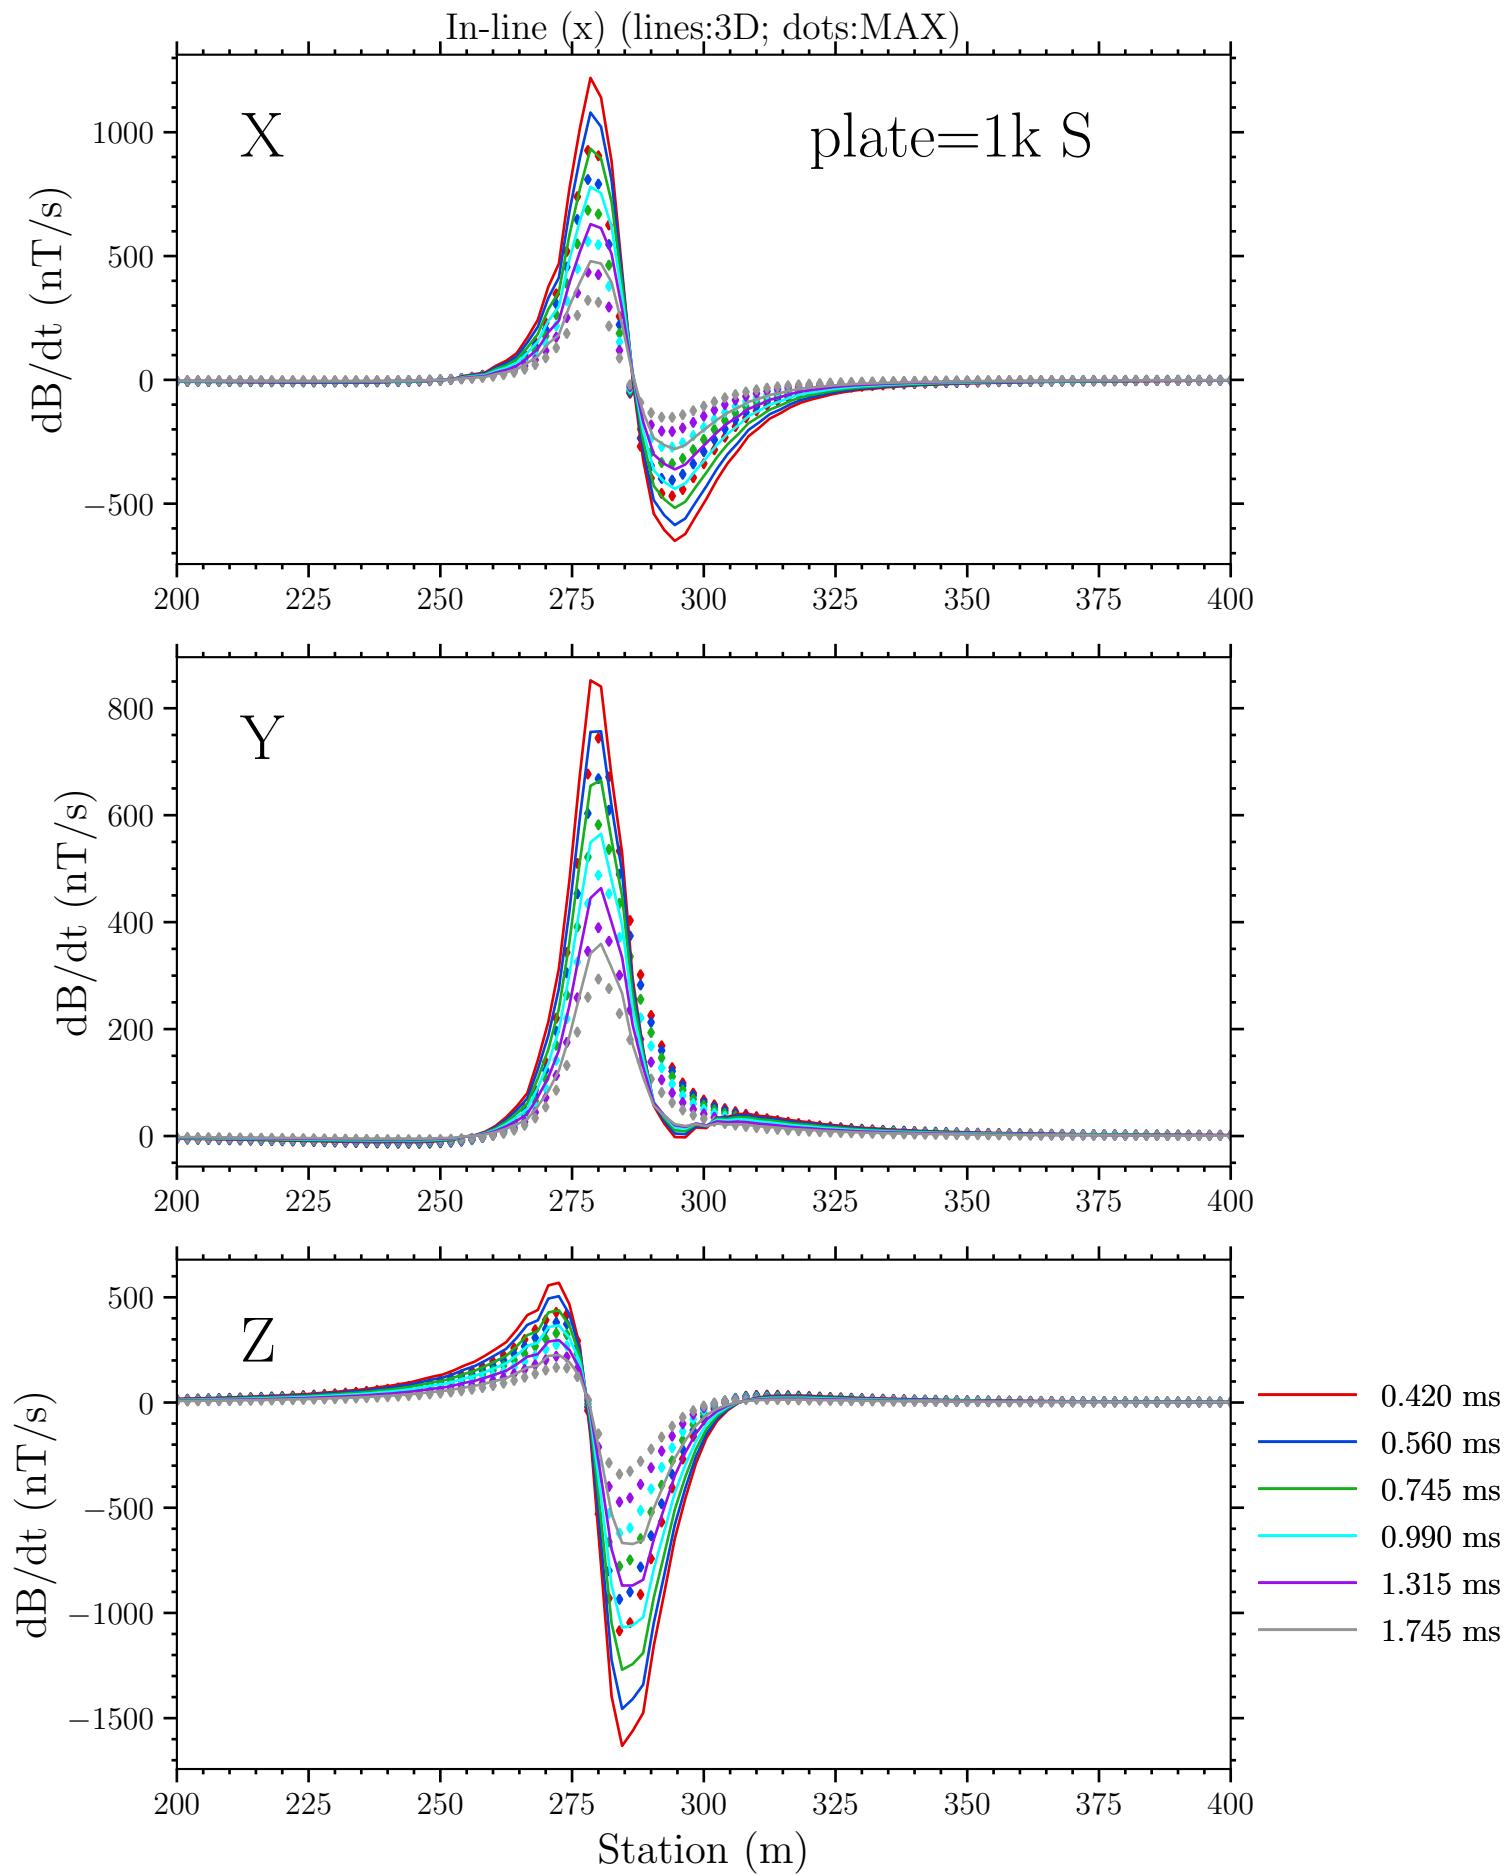 In-line (x) (lines:3D; dots:MAX)
X
plate=1k S
dB/dt (nT/s)
1000
500
0
−500
200 225 250 275 300 325 350 375 400
Y
dB/dt (nT/s)
800
600
400
200
0
200 225 250 275 300 325 350 375 400
Z
dB/dt (nT/s)
500
0
−500
−1000
−1500
200 225 250 275 300 325 350 375 400
Station (m)
0.420 ms
0.560 ms
0.745 ms
0.990 ms
1.315 ms
1.745 ms